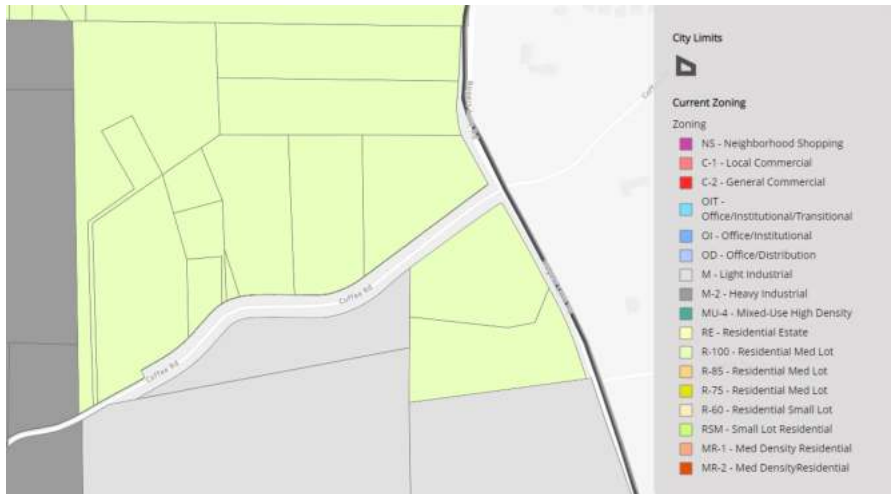 City Limits
Current Zoning
Zoning
NS - Neighborhood Shopping
C-1 - Local Commercial
C-2 - General Commercial
OIT -
Office/Institutional/Transitional
OI - Office/Institutional
OD - Office/Distribution
M - Light Industrial
M-2 - Heavy Industrial
MU-4 - Mixed-Use High Density
RE - Residential Estate
R-100 - Residential Med Lot
R-85 - Residential Med Lot
R-75 - Residential Med Lot
R-60 - Residential Small Lot
RSM - Small Lot Residential
MR-1 - Med Density Residential
MR-2 - Med DensityResidential
Coffee Rd
Coffee Rd